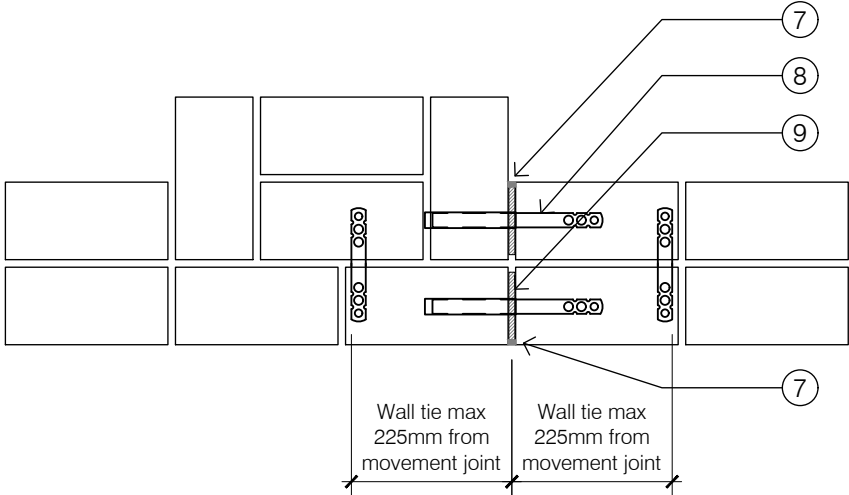 7
8
9
7
Wall tie max
225mm from
movement joint
Wall tie max
225mm from
movement joint